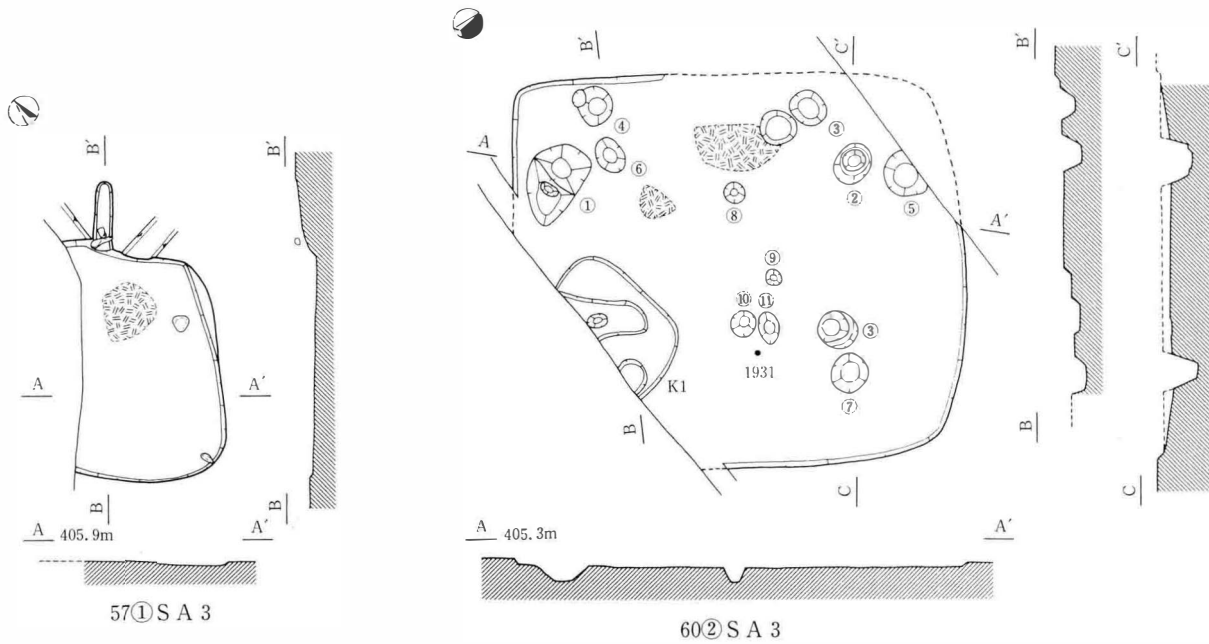 B′
A
A′
B
B′
B
A 405.9m
A′
57①ＳＡ3
B′
C′
A
④
③
⑥
①
⑧
②
⑤
A′
⑨
⑩
⑪
③
1931
K1
⑦
B
C
B′
C′
B
C
A 405.3m
A′
60②ＳＡ3